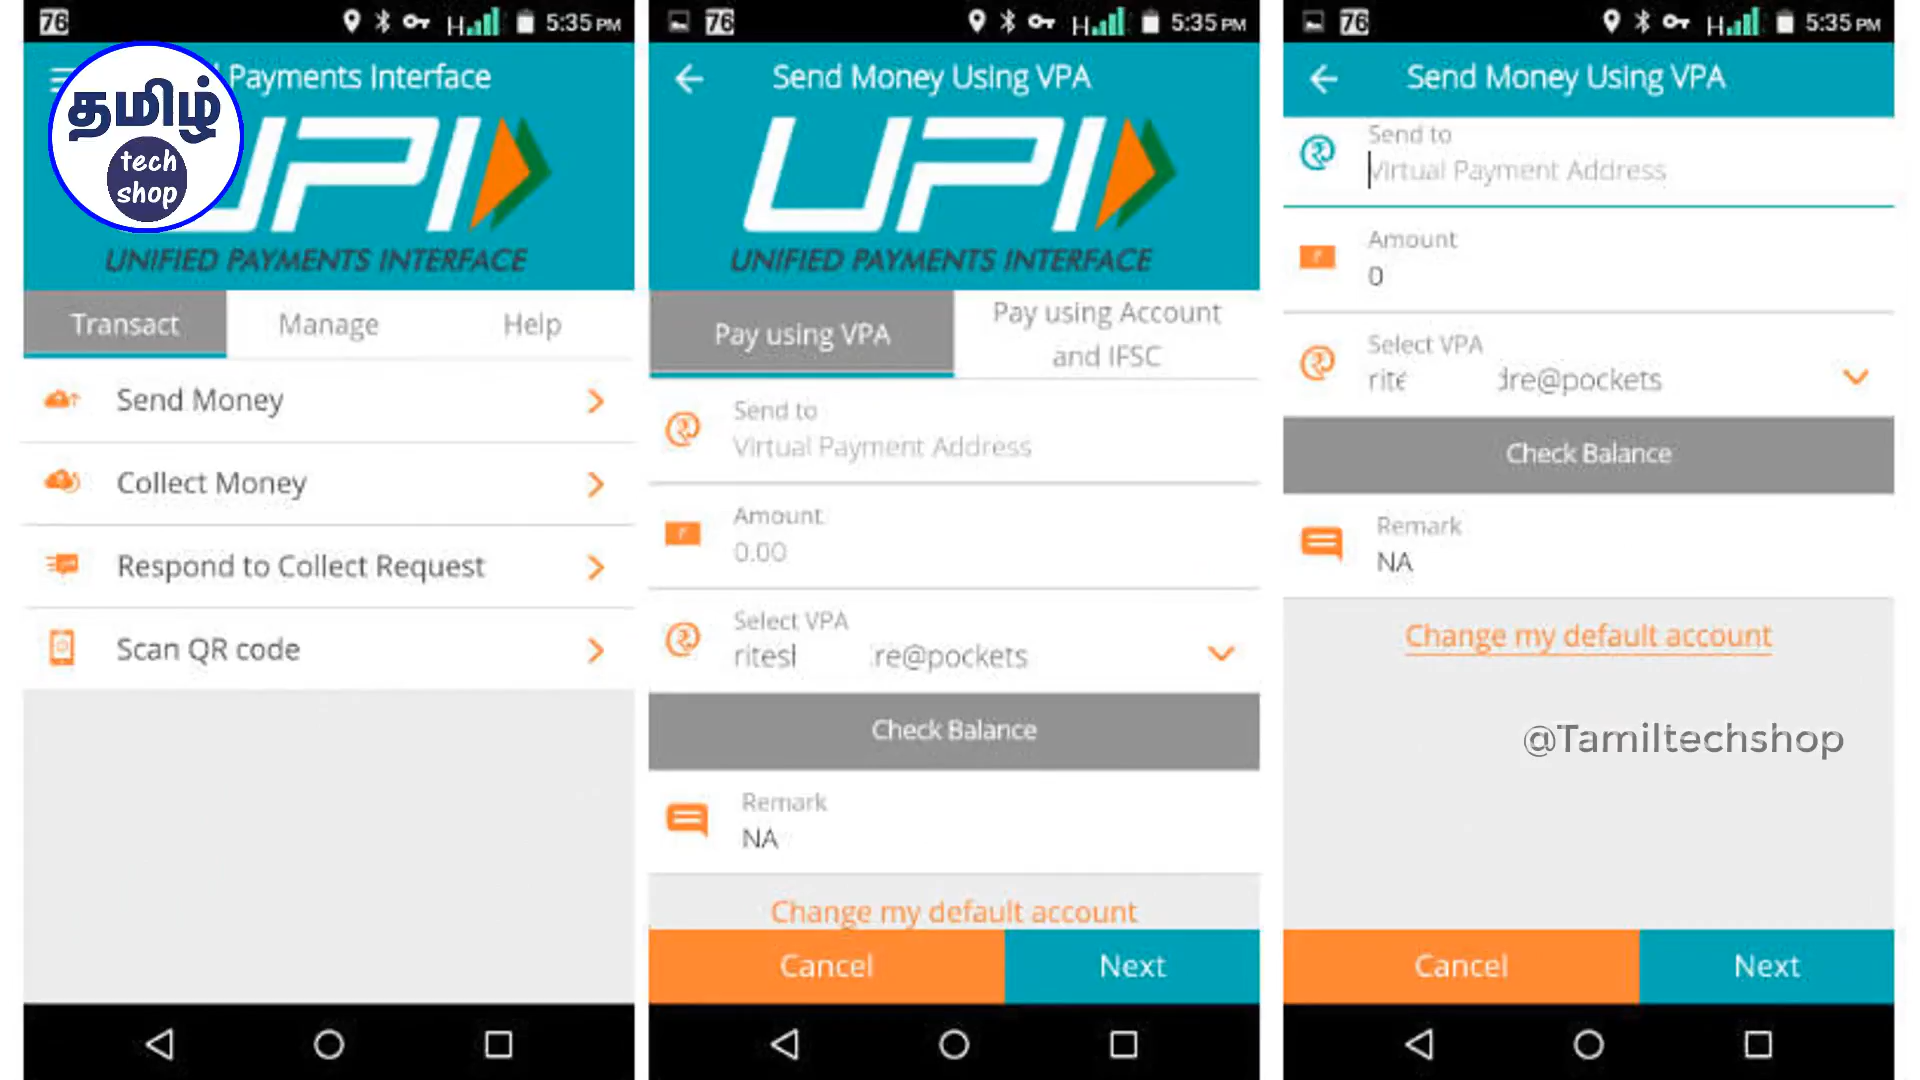 76
5:35 PM
Payments Interface
தமிழ்
tech
shop
UPI
UNIFIED PAYMENTS INTERFACE
Transact
Manage
Help
Send Money
Collect Money
Respond to Collect Request
Scan QR code
76
H
5:35 PM
Send Money Using VPA
UPI
UNIFIED PAYMENTS INTERFACE
Pay using VPA
Pay using Account
and IFSC
Send to
Virtual Payment Address
Amount
0.00
Select VPA
re@pockets
Check Balance
Remark
NA
Change my default account
Cancel
Next
76
H
5:35 PM
Send Money Using VPA
Send to
Virtual Payment Address
Amount
0
Select VPA
dre@pockets
Check Balance
Remark
NA
Change my default account
@Tamiltechshop
Cancel
Next